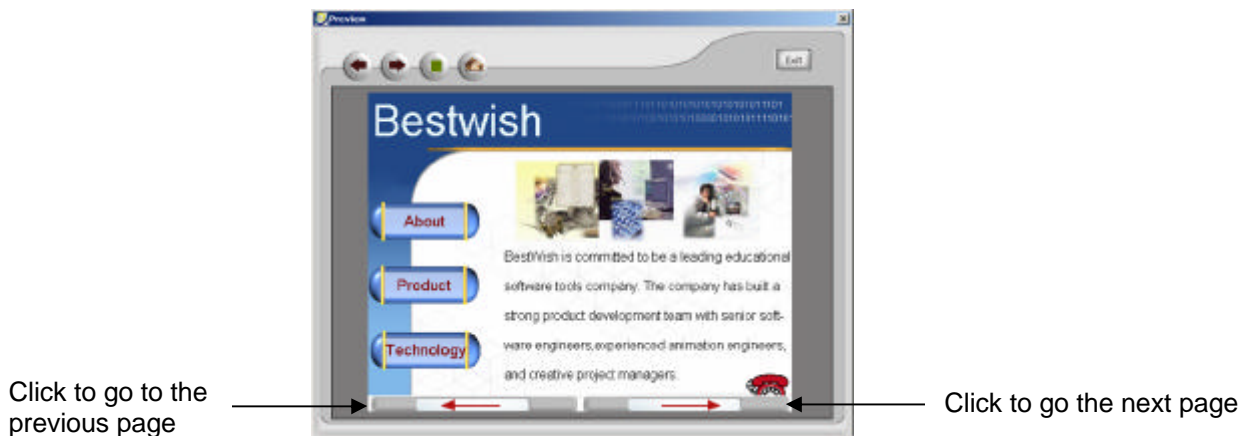 Preview
Exit
Bestwish
About
Product
Technology
BestWish is committed to be a leading educational
software tools company. The company has built a
strong product development team with senior soft-
ware engineers,experienced animation engineers,
and creative project managers.
Click to go to the
previous page
Click to go the next page